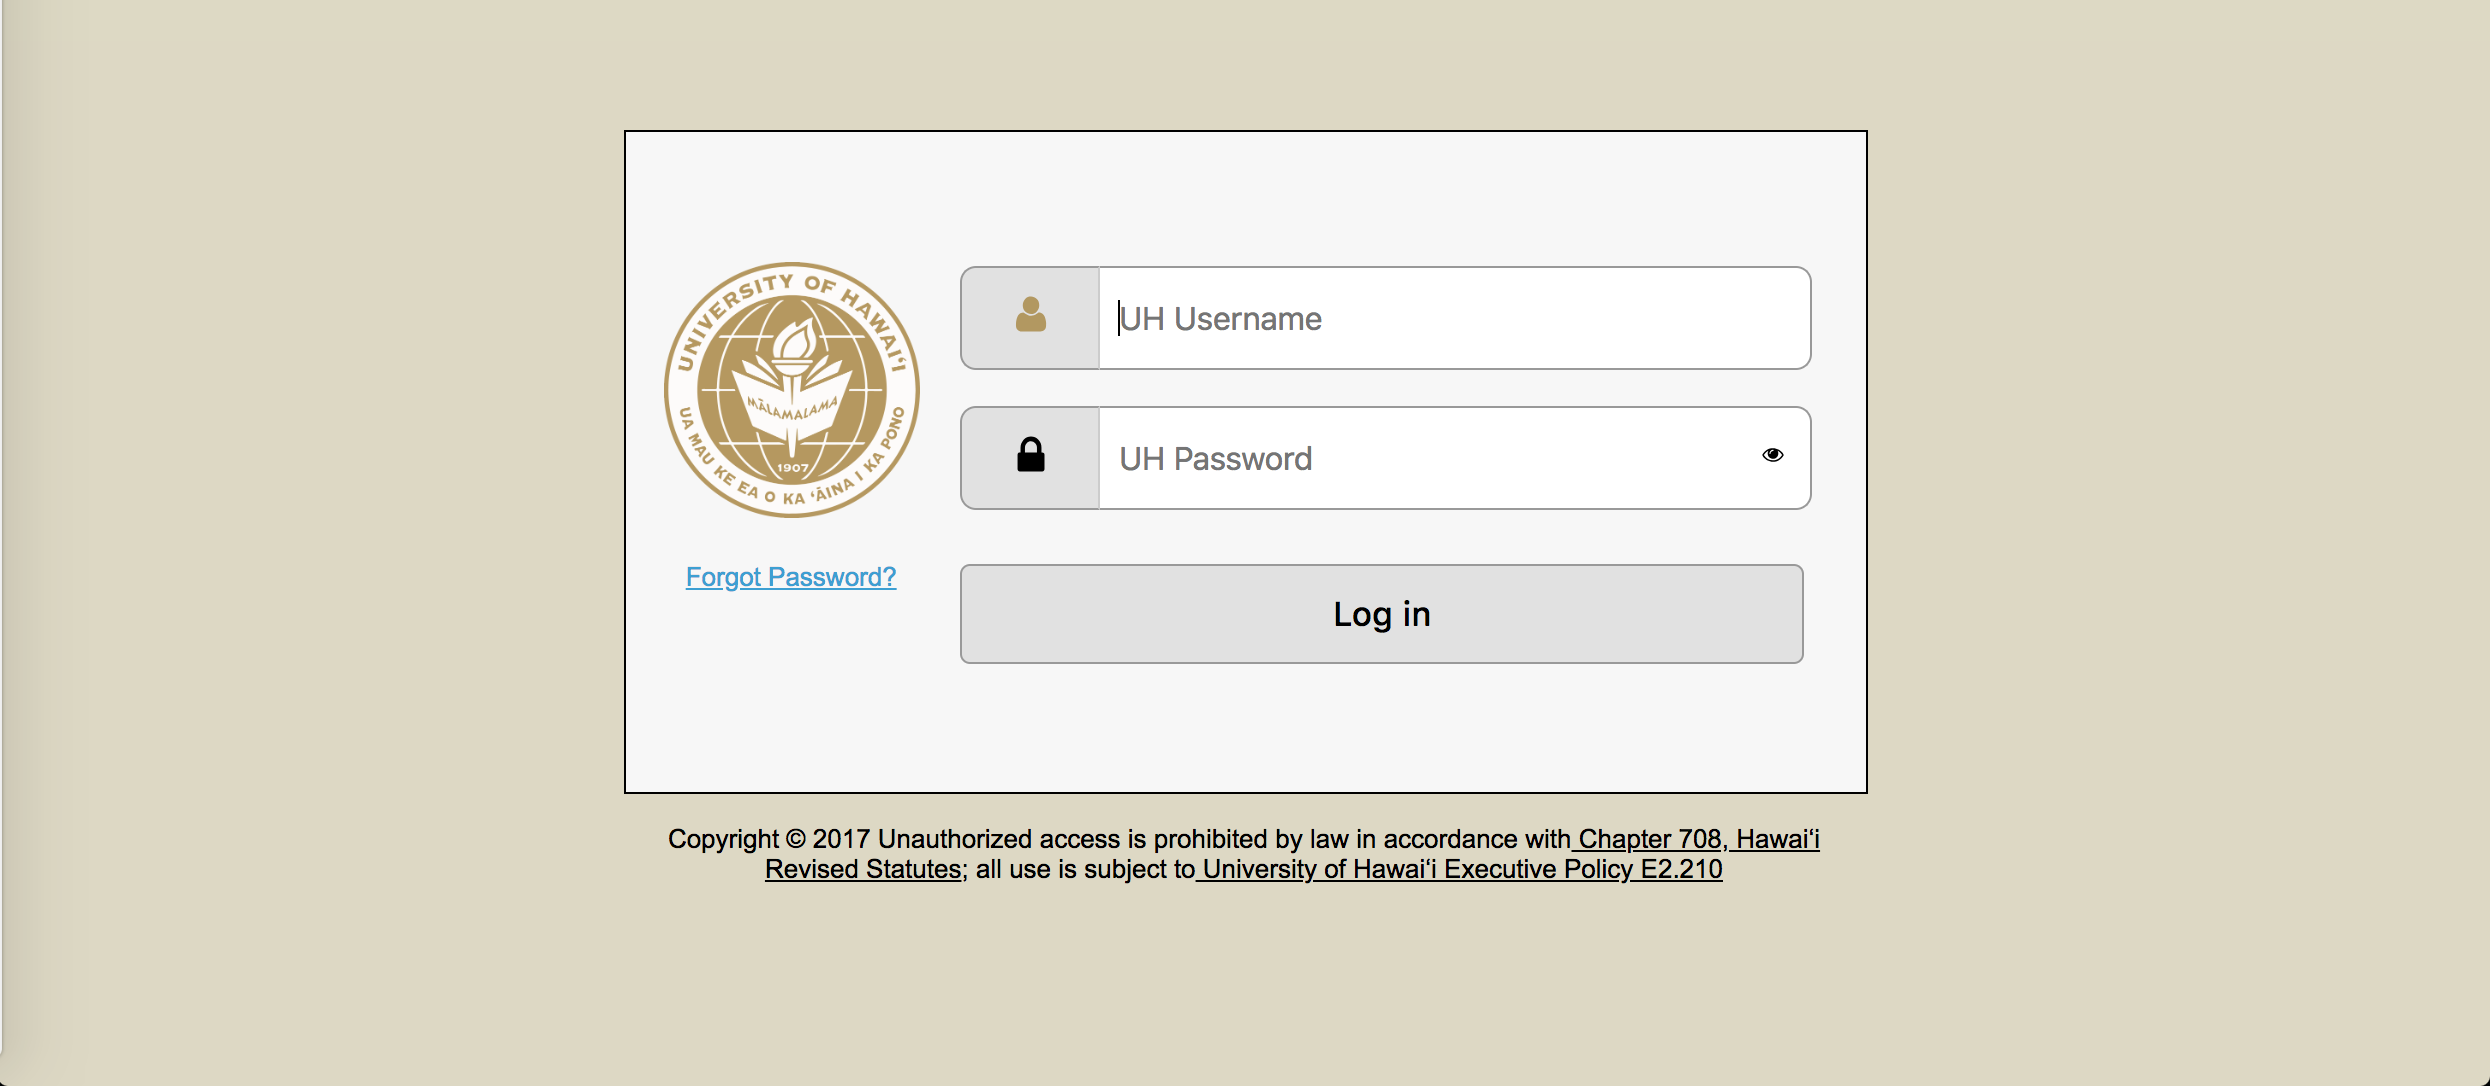 UNIVERSITY OF HAWAIʻI
MĀLAMALAMA
1907
UA MAU KE EA O KA ʻĀINA I KA PONO
UH Username
UH Password
Forgot Password?
Log in
Copyright © 2017 Unauthorized access is prohibited by law in accordance with Chapter 708, Hawaiʻi
Revised Statutes; all use is subject to University of Hawaiʻi Executive Policy E2.210